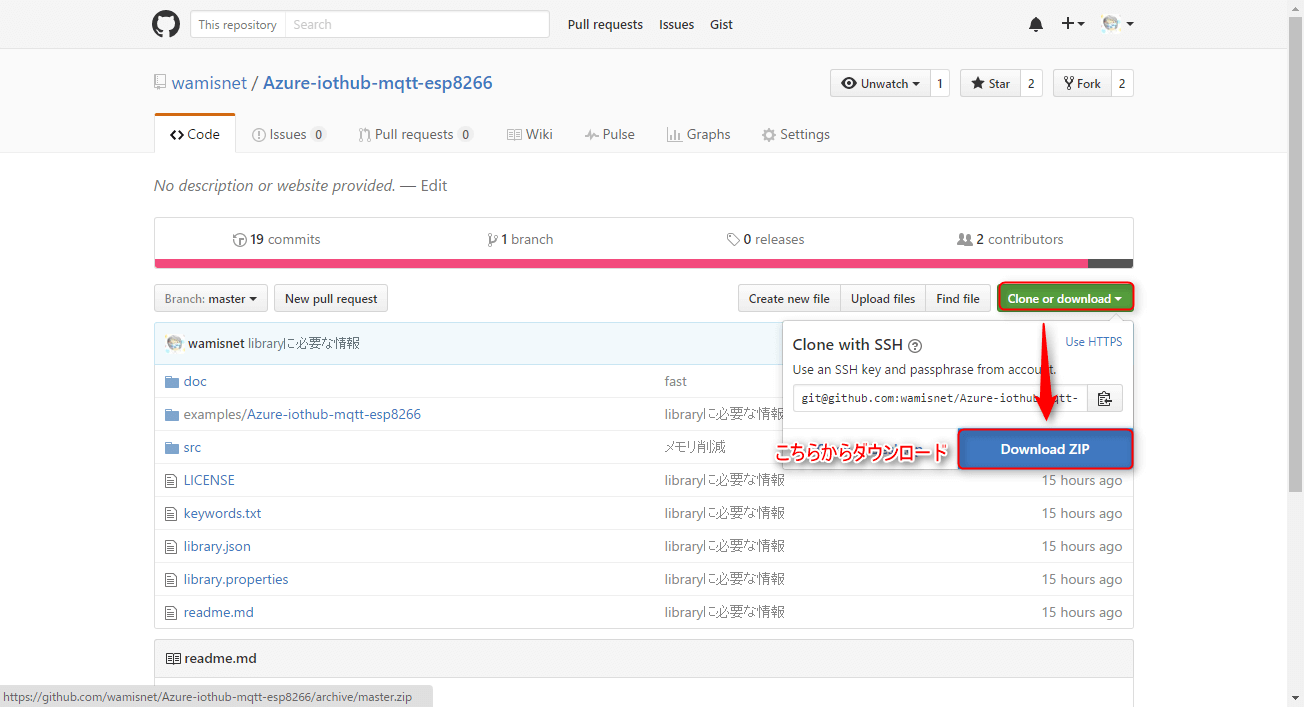 This repository Search Pull requests Issues Gist
wamisnet / Azure-iothub-mqtt-esp8266 Unwatch 1 Star 2 Fork 2
Code Issues 0 Pull requests 0 Wiki Pulse Graphs Settings
No description or website provided. — Edit
19 commits 1 branch 0 releases 2 contributors
Branch: master New pull request Create new file Upload files Find file Clone or download
wamisnet libraryに必要な情報
Clone with SSH Use HTTPS
Use an SSH key and passphrase from account.
git@github.com:wamisnet/Azure-iothub-mqtt-
こちらからダウンロード Download ZIP
doc fast
examples/Azure-iothub-mqtt-esp8266 libraryに必要な情報
src メモリ削減
LICENSE libraryに必要な情報 15 hours ago
keywords.txt libraryに必要な情報 15 hours ago
library.json libraryに必要な情報 15 hours ago
library.properties libraryに必要な情報 15 hours ago
readme.md libraryに必要な情報 15 hours ago
readme.md
https://github.com/wamisnet/Azure-iothub-mqtt-esp8266/archive/master.zip